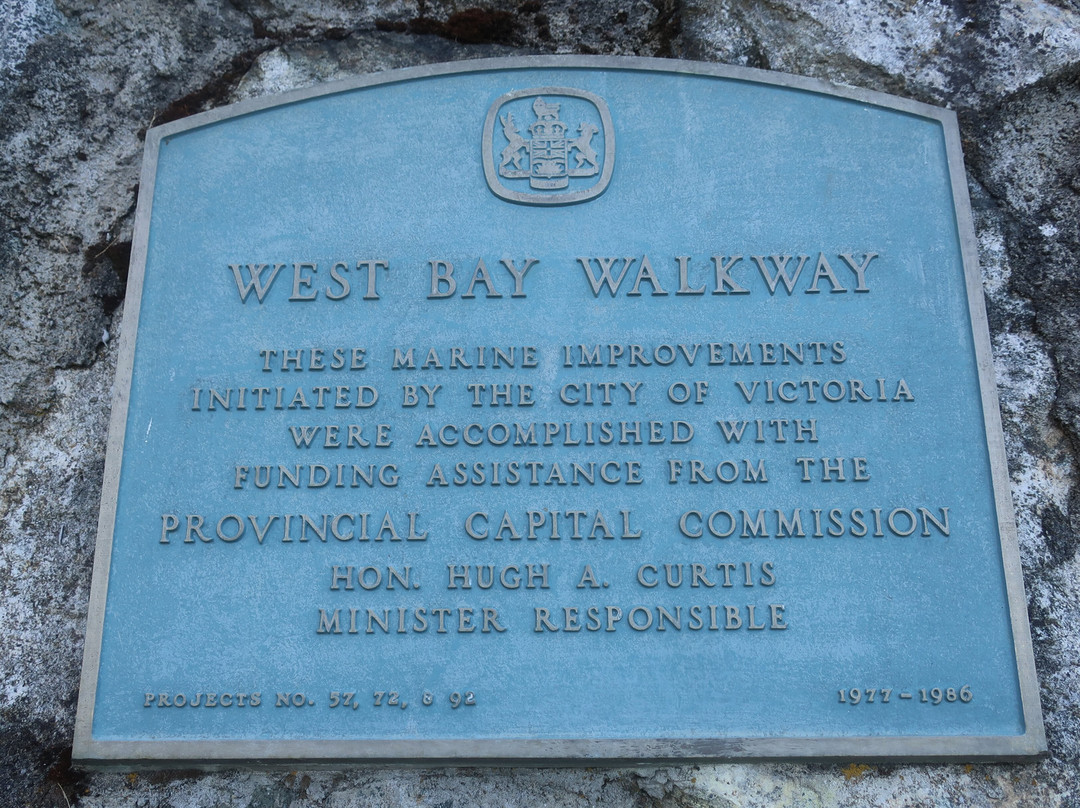 WEST BAY WALKWAY
THESE MARINE IMPROVEMENTS
INITIATED BY THE CITY OF VICTORIA
WERE ACCOMPLISHED WITH
FUNDING ASSISTANCE FROM THE
PROVINCIAL CAPITAL COMMISSION
HON. HUGH A. CURTIS
MINISTER RESPONSIBLE
PROJECTS NO. 57, 72, & 92
1977-1986